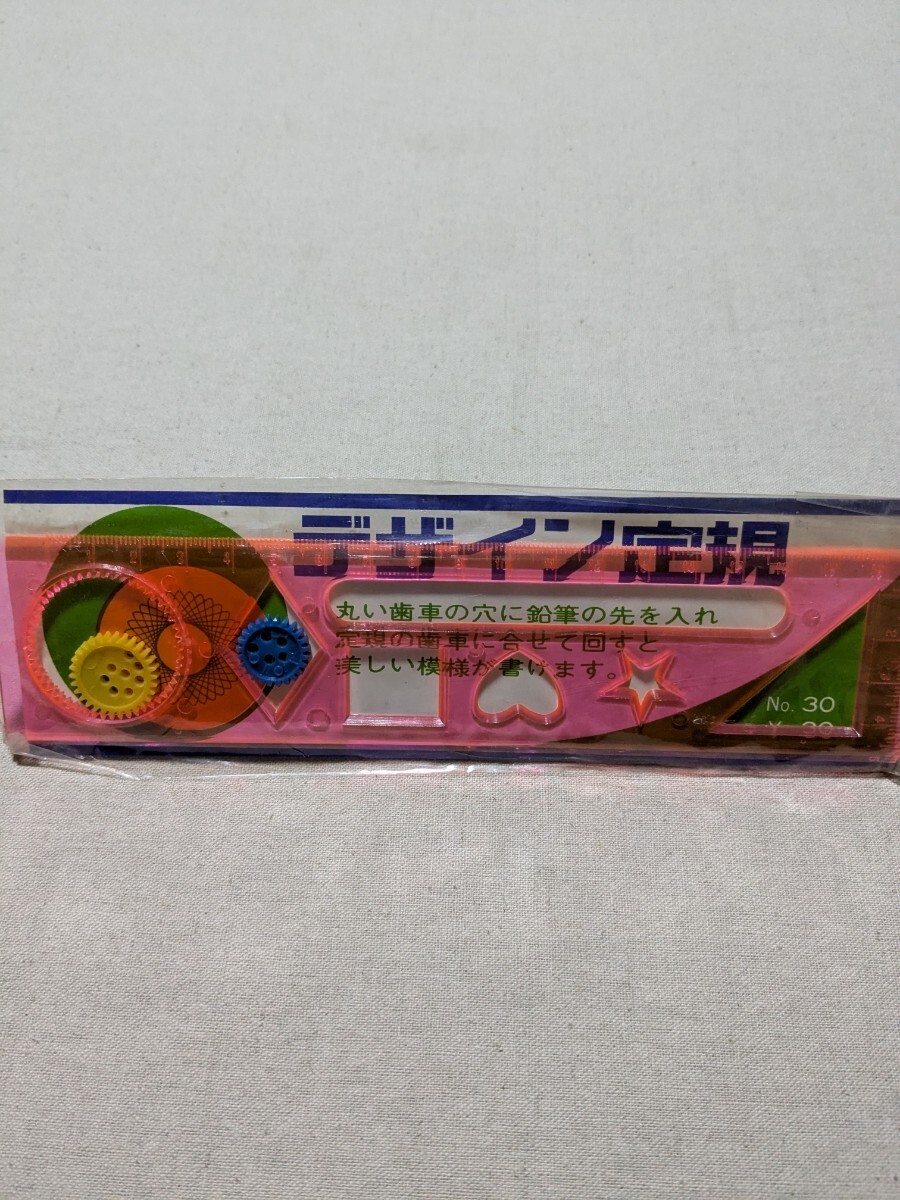 デザイン定規
丸い歯車の穴に鉛筆の先を入れ
定規の歯車に合せて回すと
美しい模様が書けます。
No. 30
¥ 30